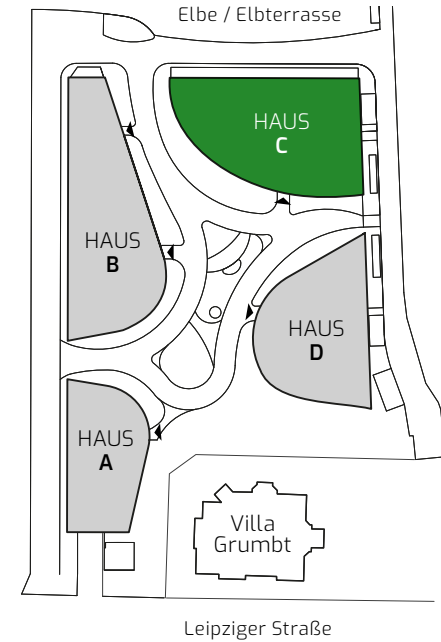 Elbe / Elbterrasse
HAUS
C
HAUS
B
HAUS
D
HAUS
A
Villa
Grumbt
Leipziger Straße